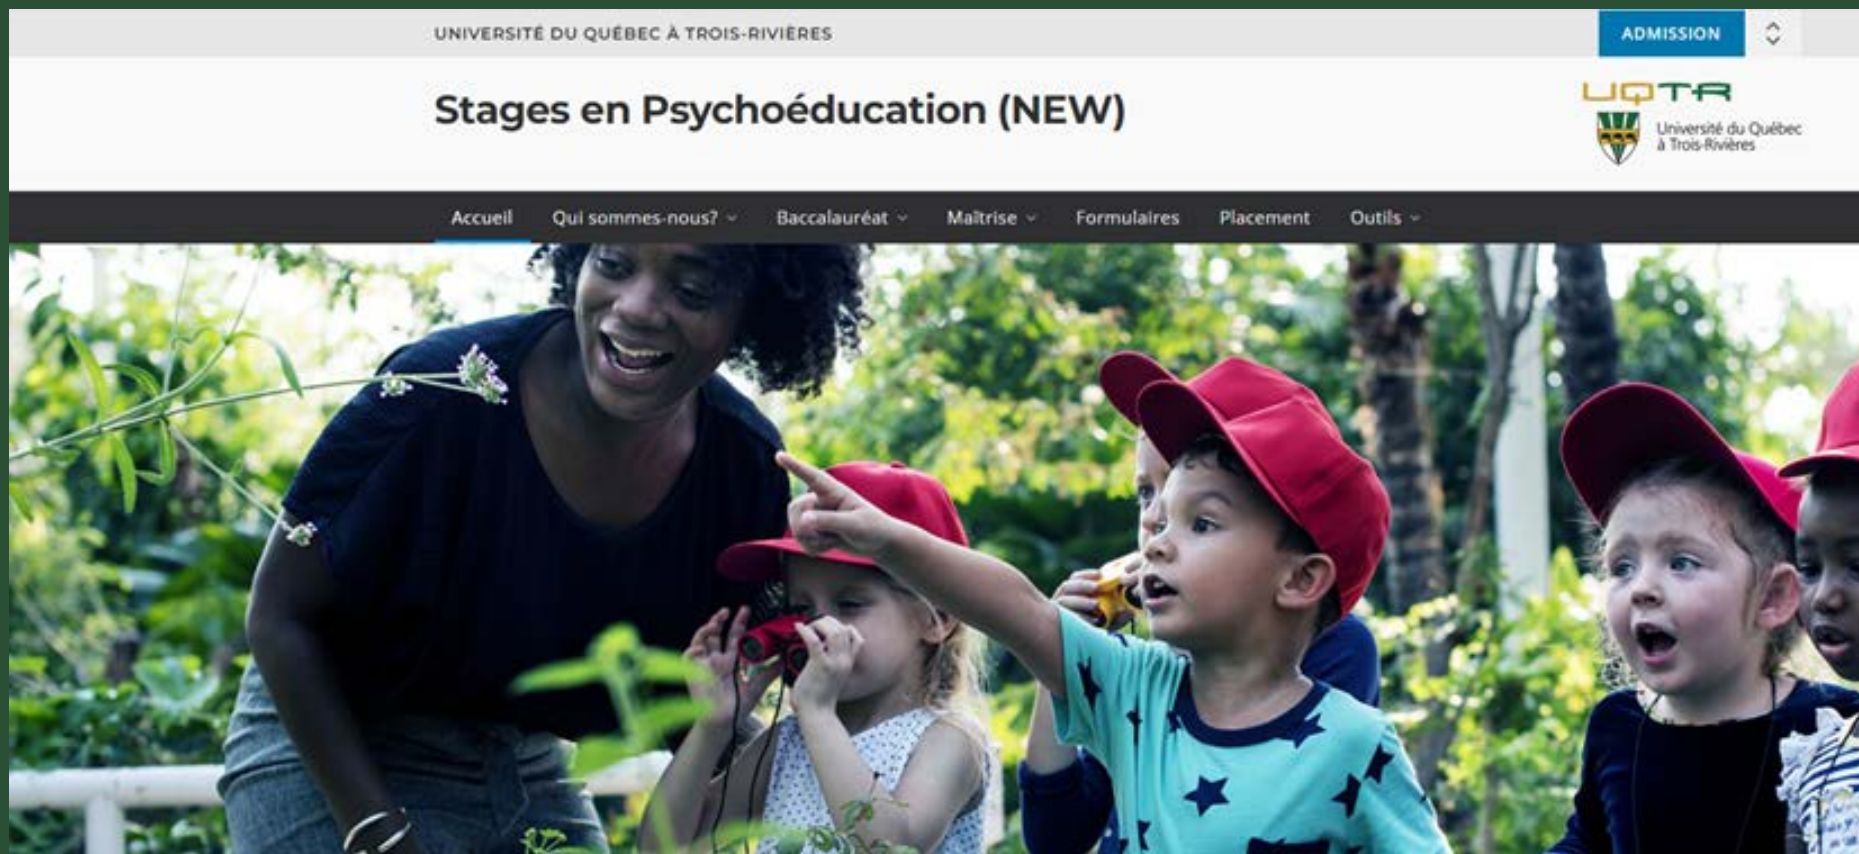 UNIVERSITÉ DU QUÉBEC À TROIS-RIVIÈRES
ADMISSION
Stages en Psychoéducation (NEW)
UQTR
Université du Québec
à Trois-Rivières
Accueil Qui sommes-nous? Baccalauréat Maîtrise Formulaires Placement Outils